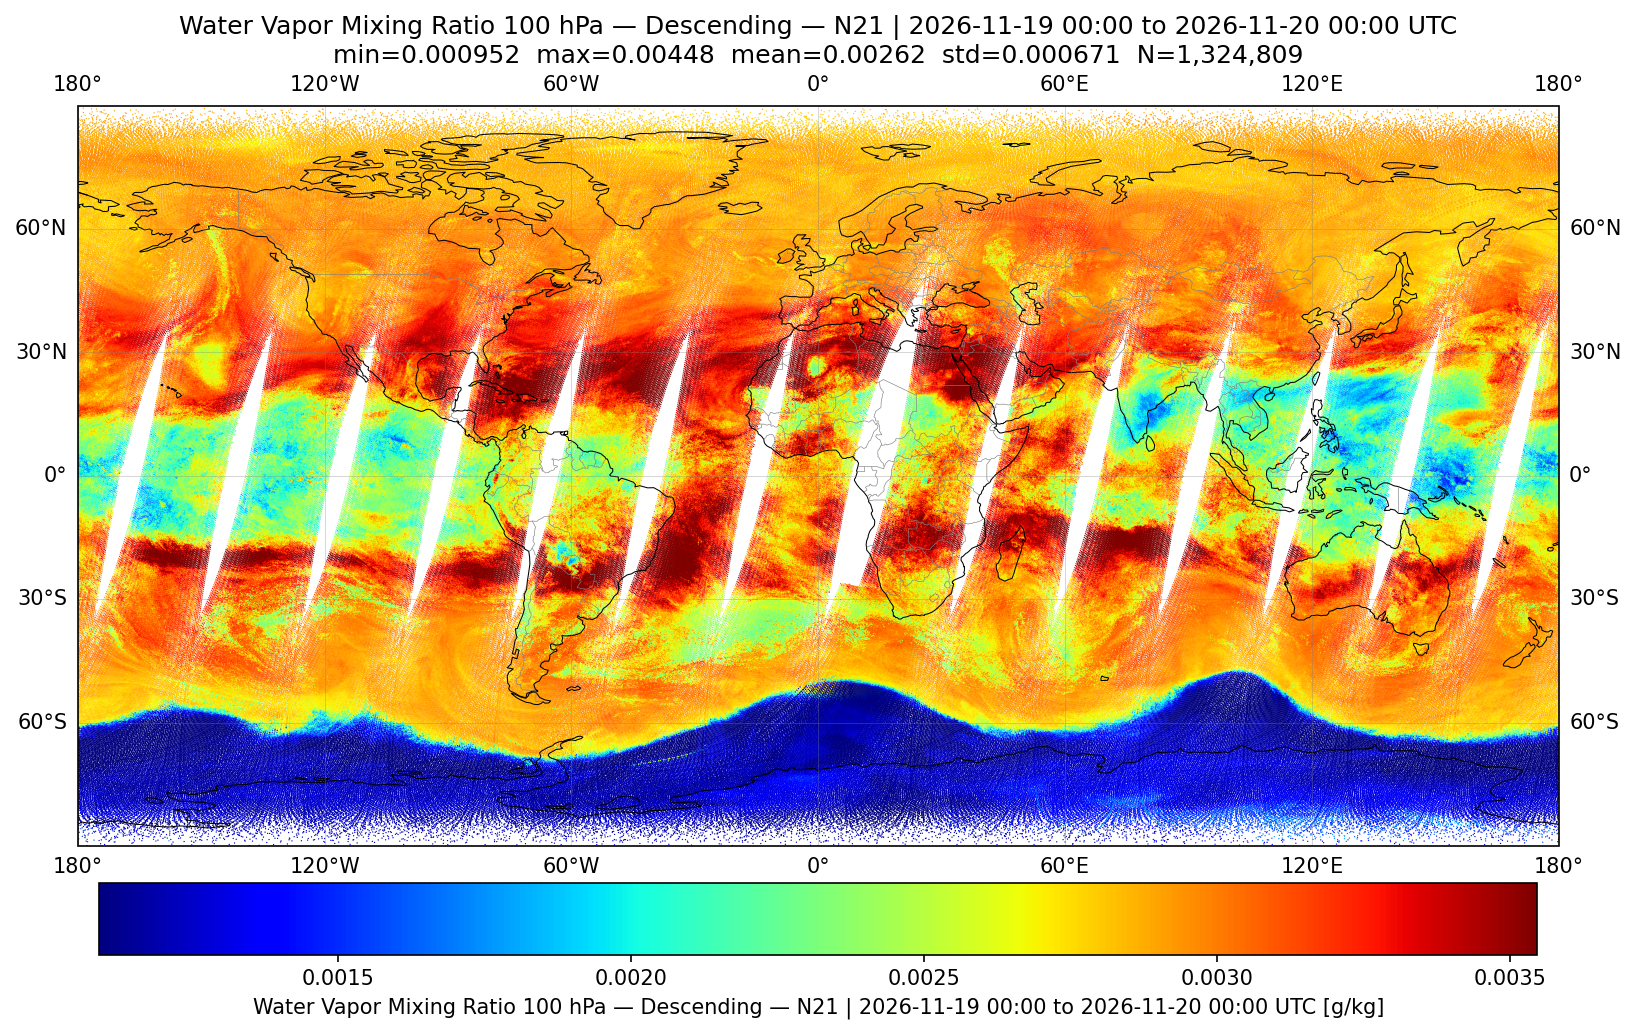 Water Vapor Mixing Ratio 100 hPa — Descending — N21 | 2026-11-19 00:00 to 2026-11-20 00:00 UTC
min=0.000952 max=0.00448 mean=0.00262 std=0.000671 N=1,324,809
180° 120°W 60°W 0° 60°E 120°E 180°
60°N 60°N
30°N 30°N
0° 0°
30°S 30°S
60°S 60°S
180° 120°W 60°W 0° 60°E 120°E 180°
0.0015 0.0020 0.0025 0.0030 0.0035
Water Vapor Mixing Ratio 100 hPa — Descending — N21 | 2026-11-19 00:00 to 2026-11-20 00:00 UTC [g/kg]